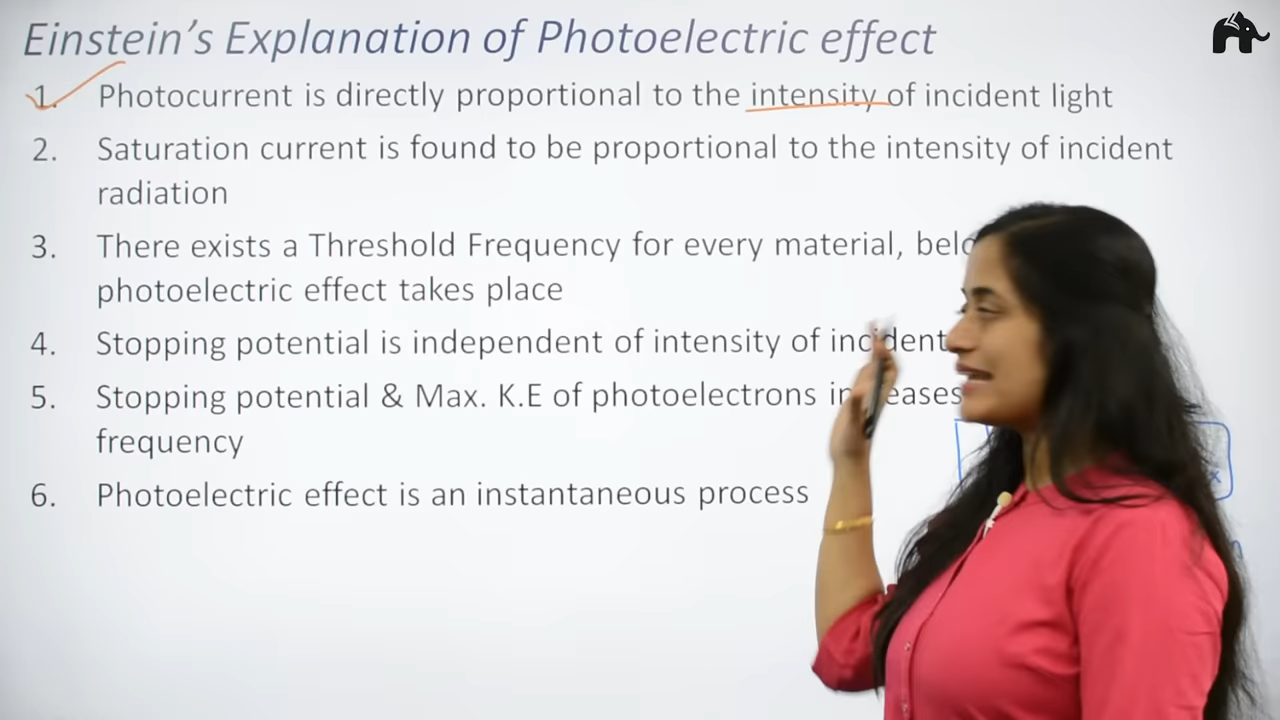 Einstein's Explanation of Photoelectric effect
1. Photocurrent is directly proportional to the intensity of incident light
2. Saturation current is found to be proportional to the intensity of incident
radiation
3. There exists a Threshold Frequency for every material,
photoelectric effect takes place
4. Stopping potential is independent of intensity of incident
5. Stopping potential & Max. K.E of photoelectrons increases
frequency
6. Photoelectric effect is an instantaneous process